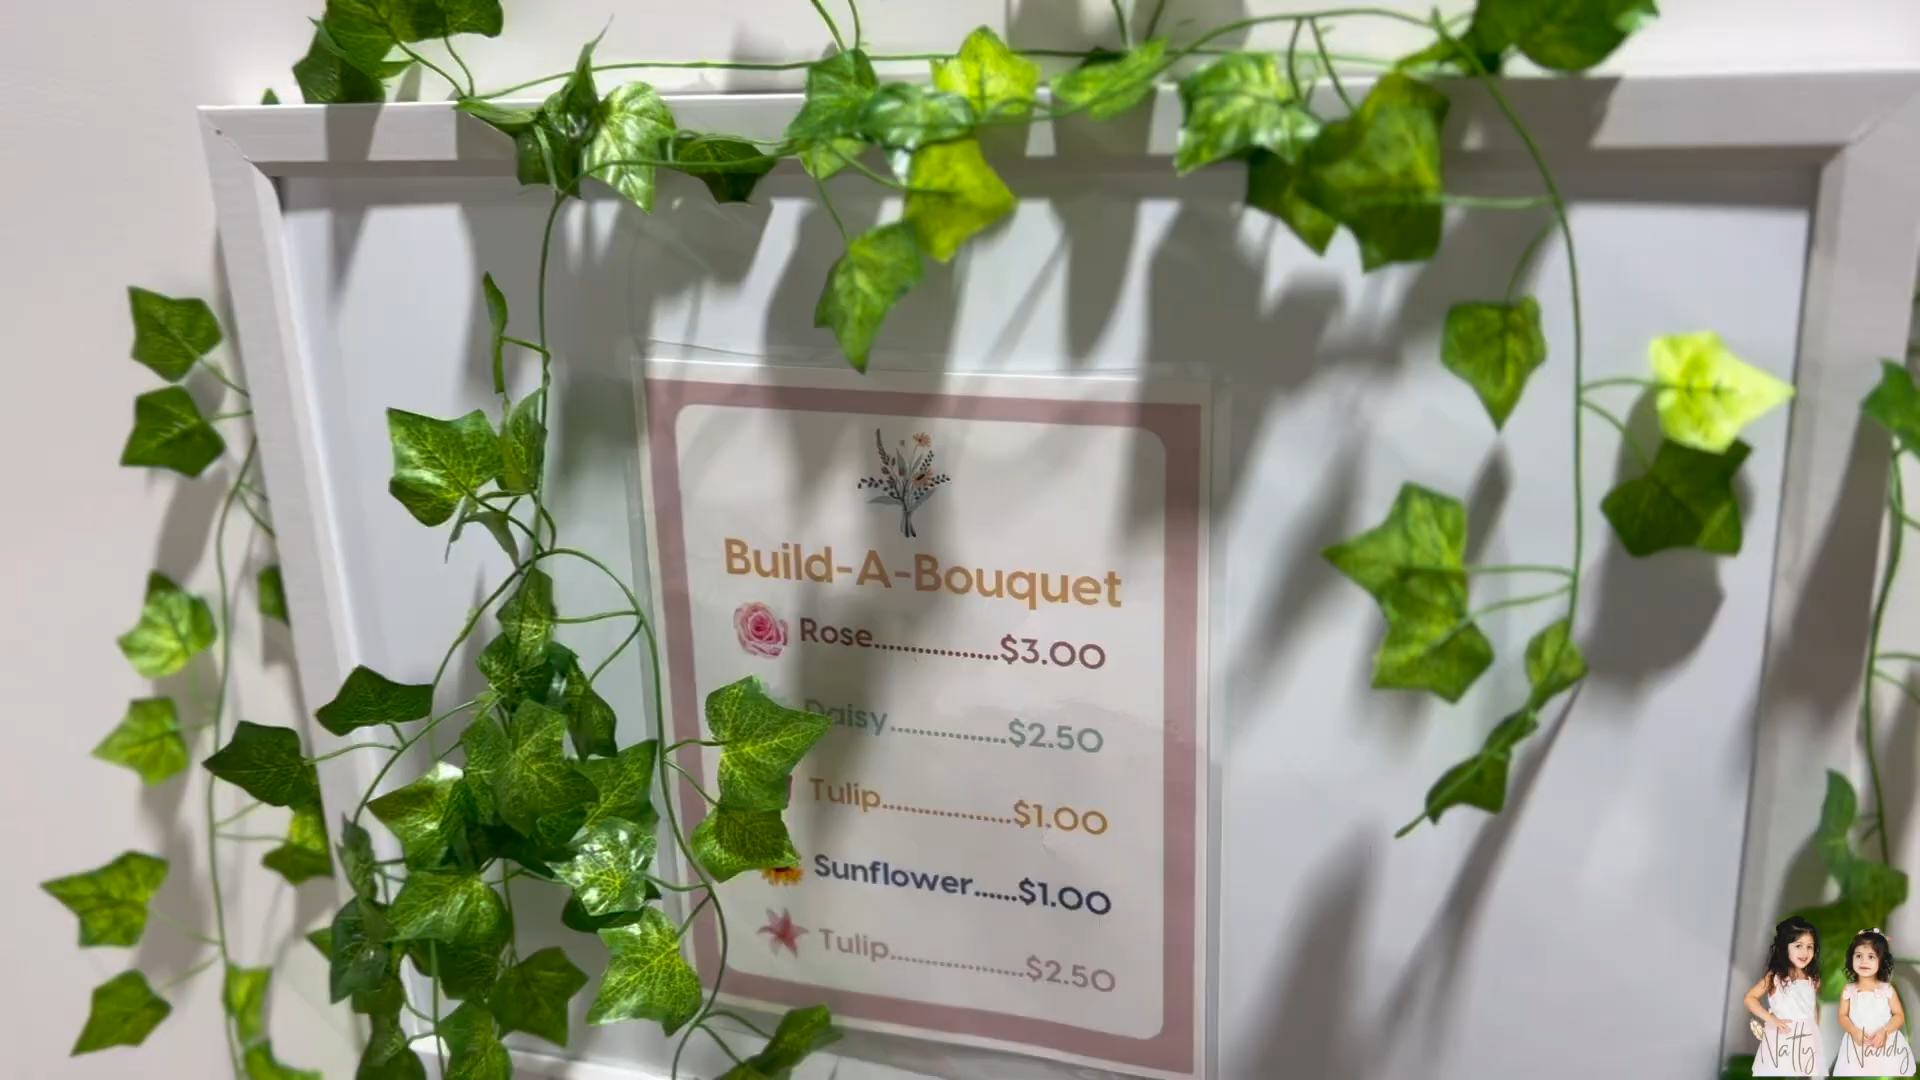 Build-A-Bouquet
Rose.................$3.00
Daisy................$2.50
Tulip..................$1.00
Sunflower......$1.00
Tulip...................$2.50
Natty Naddy